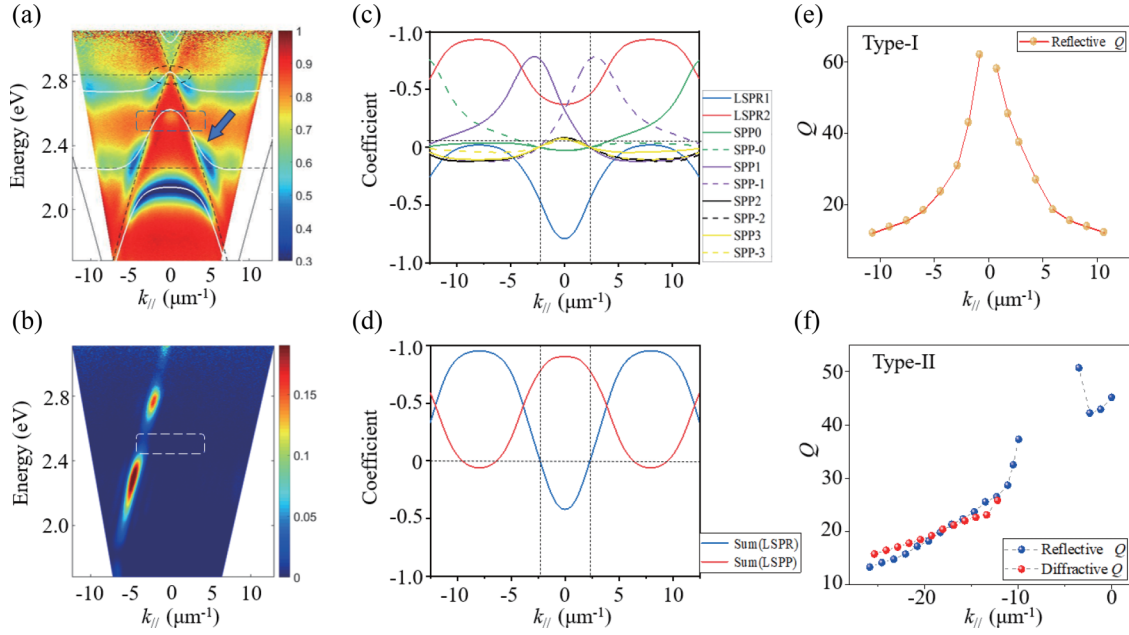 (a)
1
0.9
0.8
0.7
0.6
0.5
0.4
0.3
2.8
2.4
2.0
Energy (eV)
-10 -5 0 5 10
k// (μm-1)
(b)
0.15
0.1
0.05
0
2.8
2.4
2.0
Energy (eV)
-10 -5 0 5 10
k// (μm-1)
(c)
-1.0
-0.5
0
-0.5
-1.0
Coefficient
-10 -5 0 5 10
k// (μm-1)
LSPR1
LSPR2
SPP0
SPP-0
SPP1
SPP-1
SPP2
SPP-2
SPP3
SPP-3
(d)
-1.0
-0.5
0
-0.5
-1.0
Coefficient
-10 -5 0 5 10
k// (μm-1)
Sum(LSPR)
Sum(LSPP)
(e)
Type-I
Reflective Q
60
40
20
Q
-10 -5 0 5 10
k// (μm-1)
(f)
Type-II
50
40
30
20
10
Q
Reflective Q
Diffractive Q
-20 -10 0
k// (μm-1)